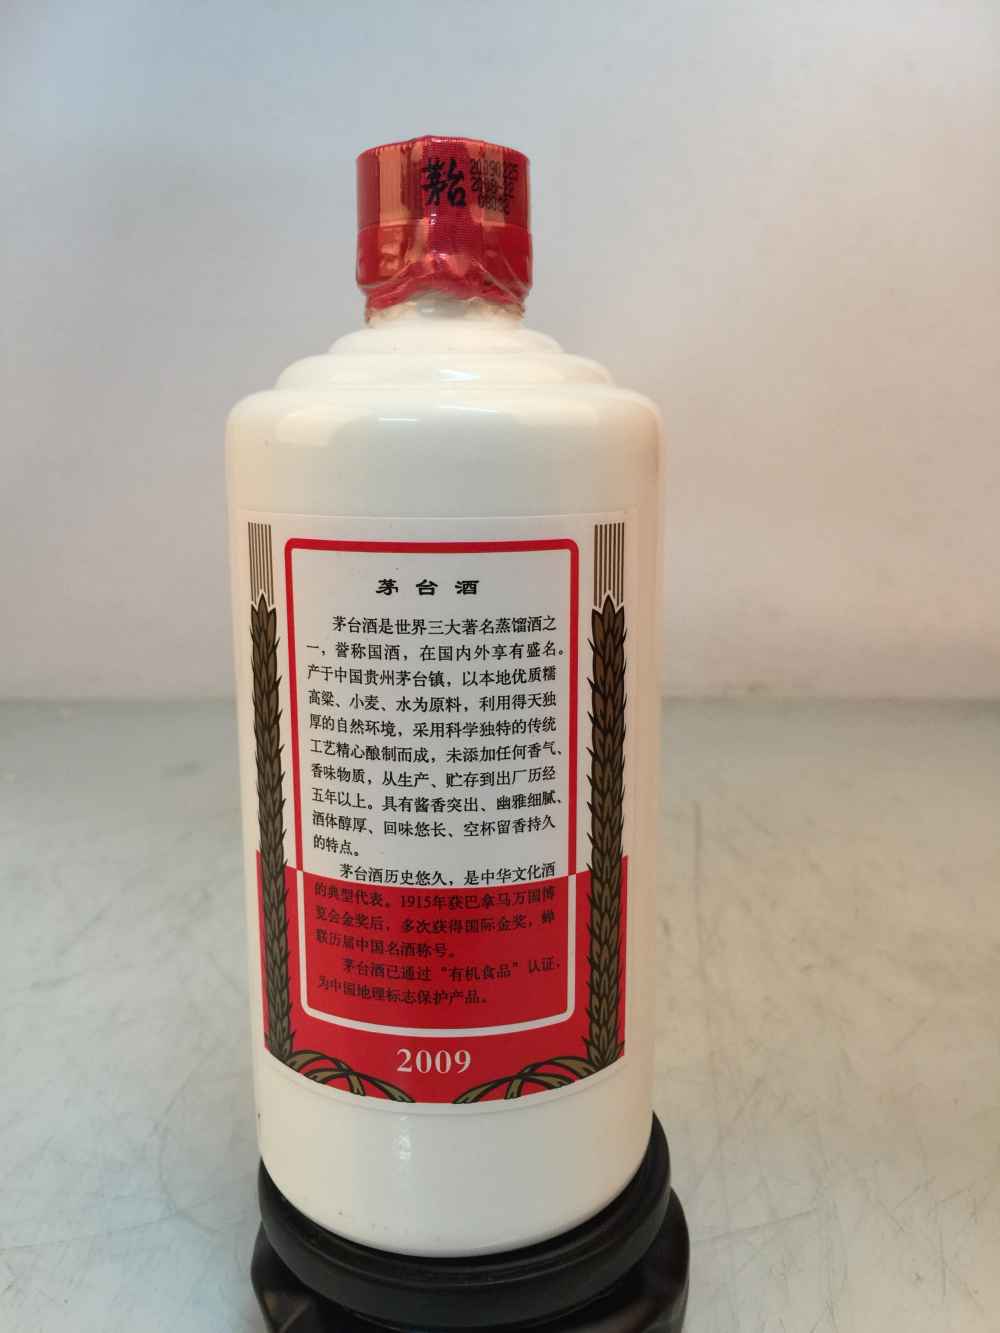 茅台
20090225
茅台酒
茅台酒是世界三大著名蒸馏酒之
一，誉称国酒，在国内外享有盛名。
产于中国贵州茅台镇，以本地优质糯
高粱、小麦、水为原料，利用得天独
厚的自然环境，采用科学独特的传统
工艺精心酿制而成，未添加任何香气、
香味物质，从生产、贮存到出厂历经
五年以上。具有酱香突出、幽雅细腻、
酒体醇厚、回味悠长、空杯留香持久
的特点。
茅台酒历史悠久，是中华文化酒
的典型代表。1915年获巴拿马万国博
览会金奖后，多次获得国际金奖，蝉
联历届中国名酒称号。
茅台酒已通过“有机食品”认证，
为中国地理标志保护产品。
2009